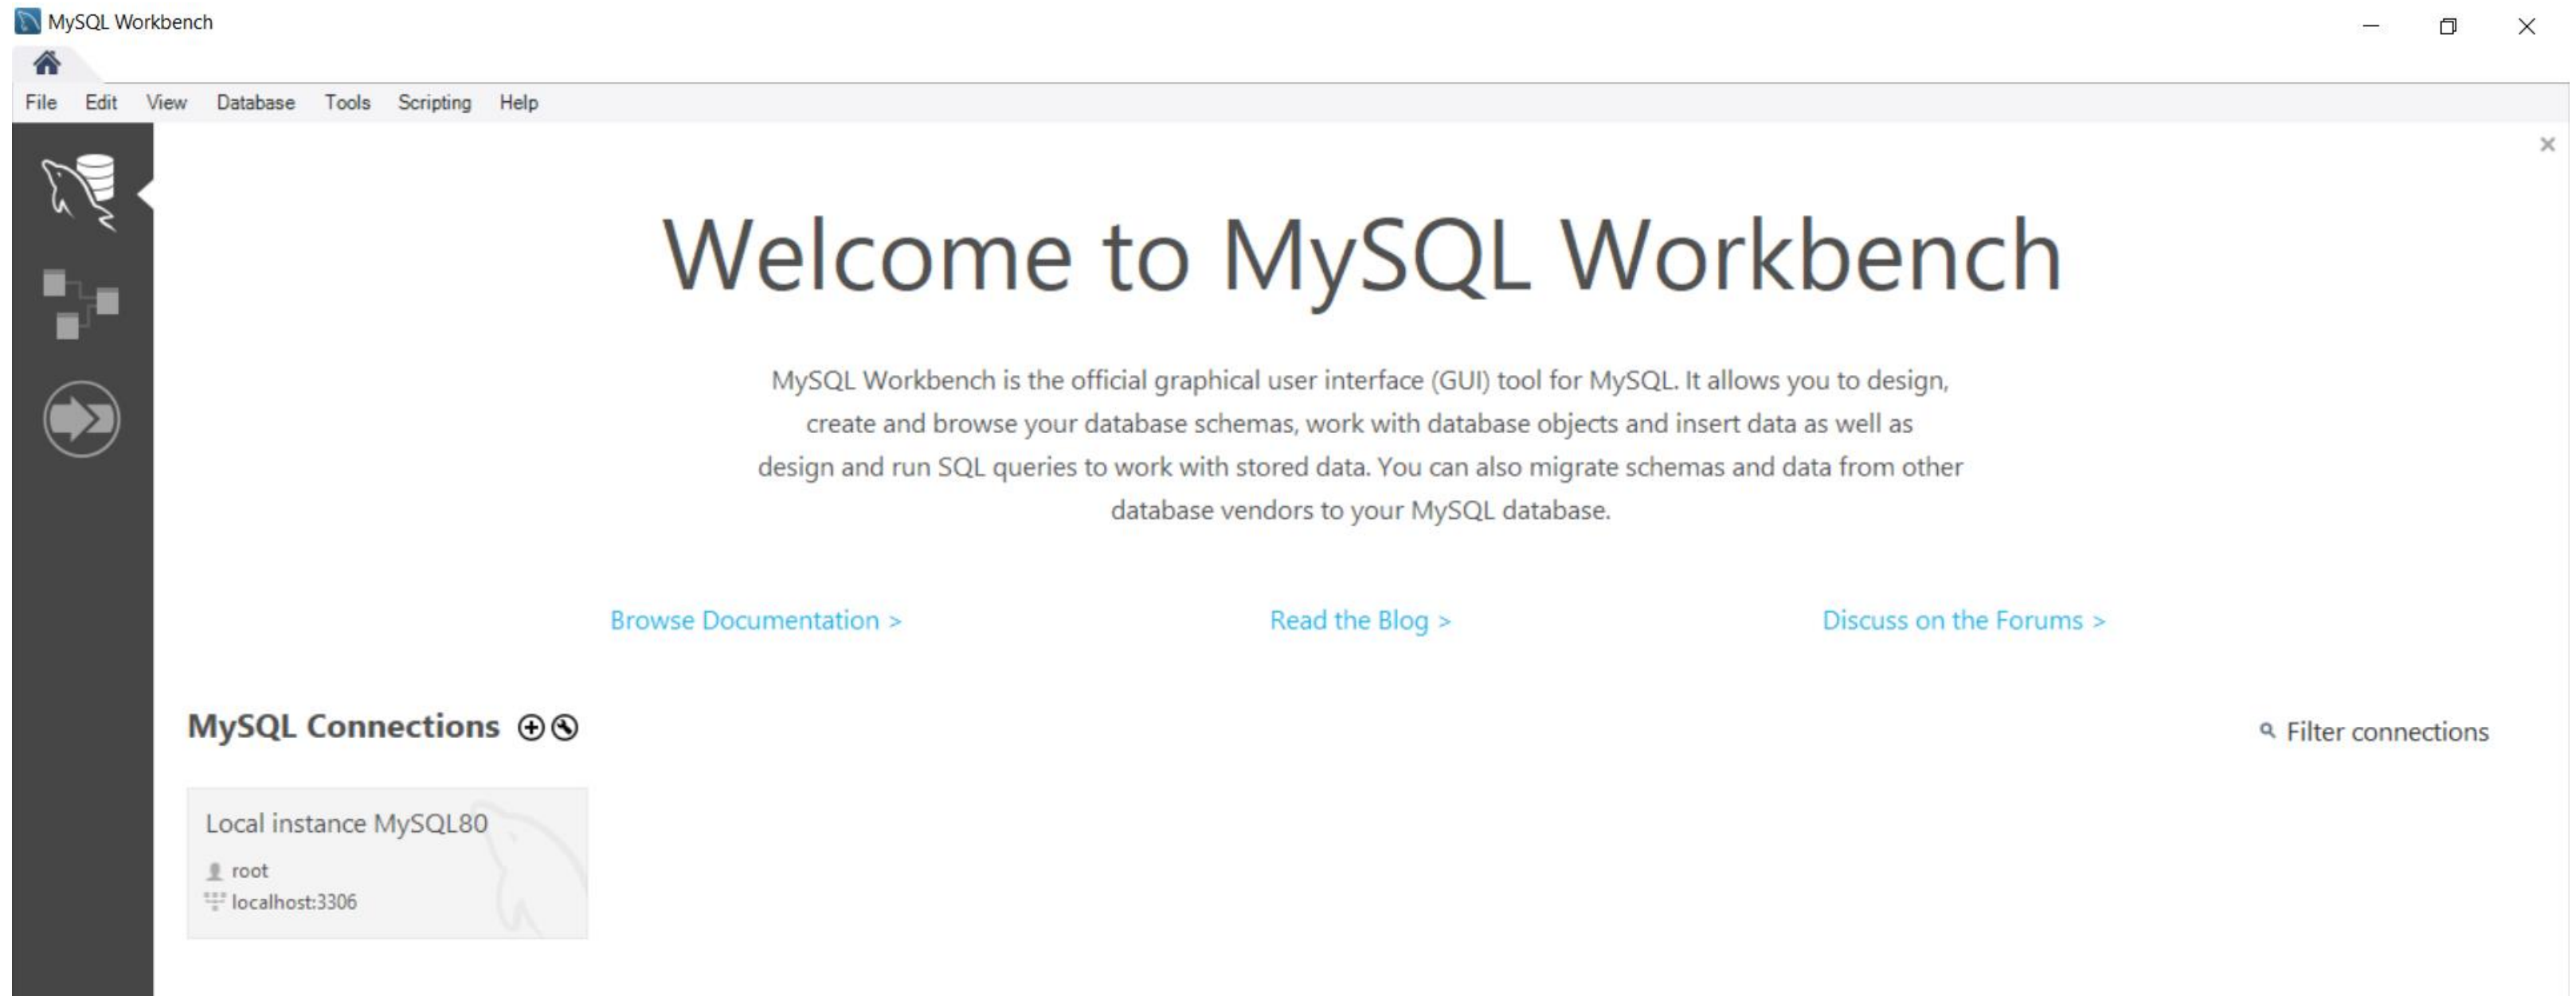 MySQL Workbench
File Edit View Database Tools Scripting Help
Welcome to MySQL Workbench
MySQL Workbench is the official graphical user interface (GUI) tool for MySQL. It allows you to design,
create and browse your database schemas, work with database objects and insert data as well as
design and run SQL queries to work with stored data. You can also migrate schemas and data from other
database vendors to your MySQL database.
Browse Documentation > Read the Blog > Discuss on the Forums >
MySQL Connections Filter connections
Local instance MySQL80
root
localhost:3306